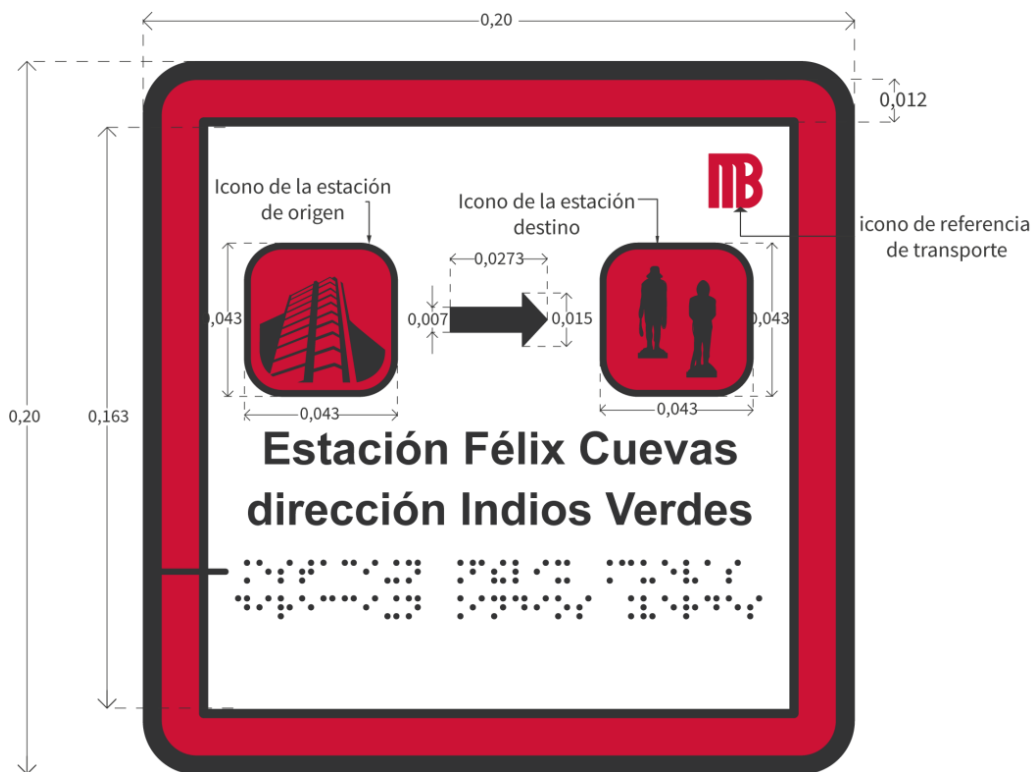 0,20
0,012
MB
Icono de la estación
de origen
Icono de la estación
destino
icono de referencia
de transporte
0,0273
0,043
0,007
0,015
0,043
0,20
0,163
0,043
0,043
Estación Félix Cuevas
dirección Indios Verdes